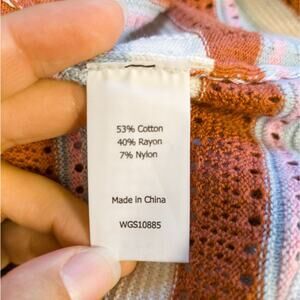 53% Cotton
40% Rayon
7% Nylon
Made in China
WGS10885